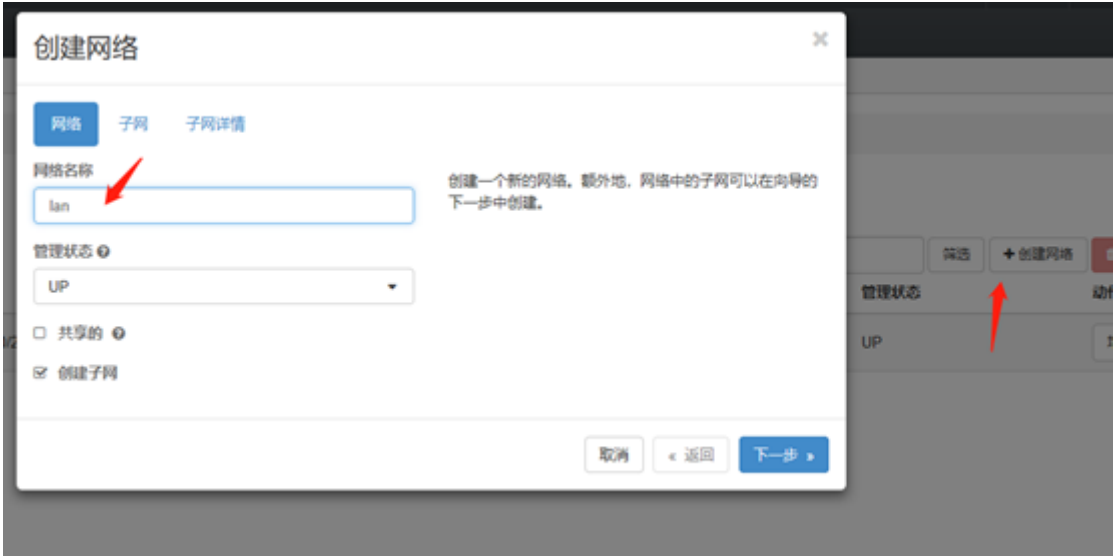 创建网络
×
网络 子网 子网详情
网络名称
lan
创建一个新的网络。额外地，网络中的子网可以在向导的
下一步中创建。
管理状态
UP
共享的
创建子网
取消 « 返回 下一步 »
筛选 +创建网络
管理状态
UP